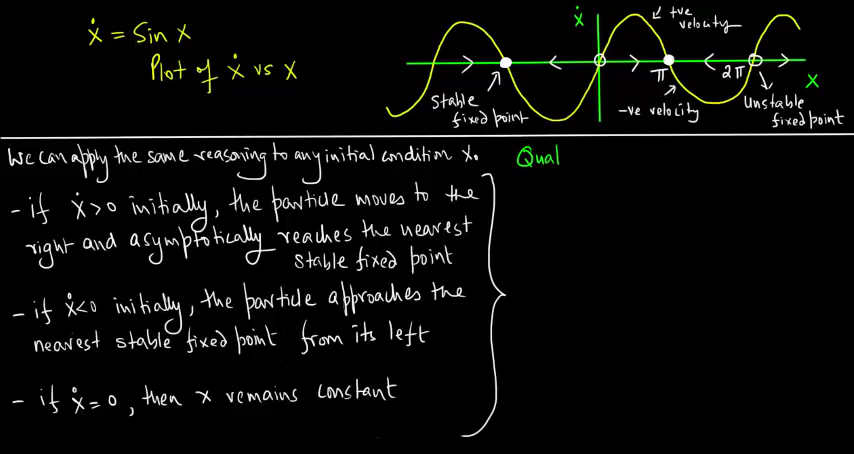 ẋ = Sin x
Plot of ẋ vs x
ẋ
+ve
velocity
π
2π
x
Stable
fixed point
-ve velocity
Unstable
fixed point
We can apply the same reasoning to any initial condition x₀
Qual
- if ẋ>0 initially, the particle moves to the
right and asymptotically reaches the nearest
stable fixed point
- if ẋ<0 initially, the particle approaches the
nearest stable fixed point from its left
- if ẋ=0, then x remains constant